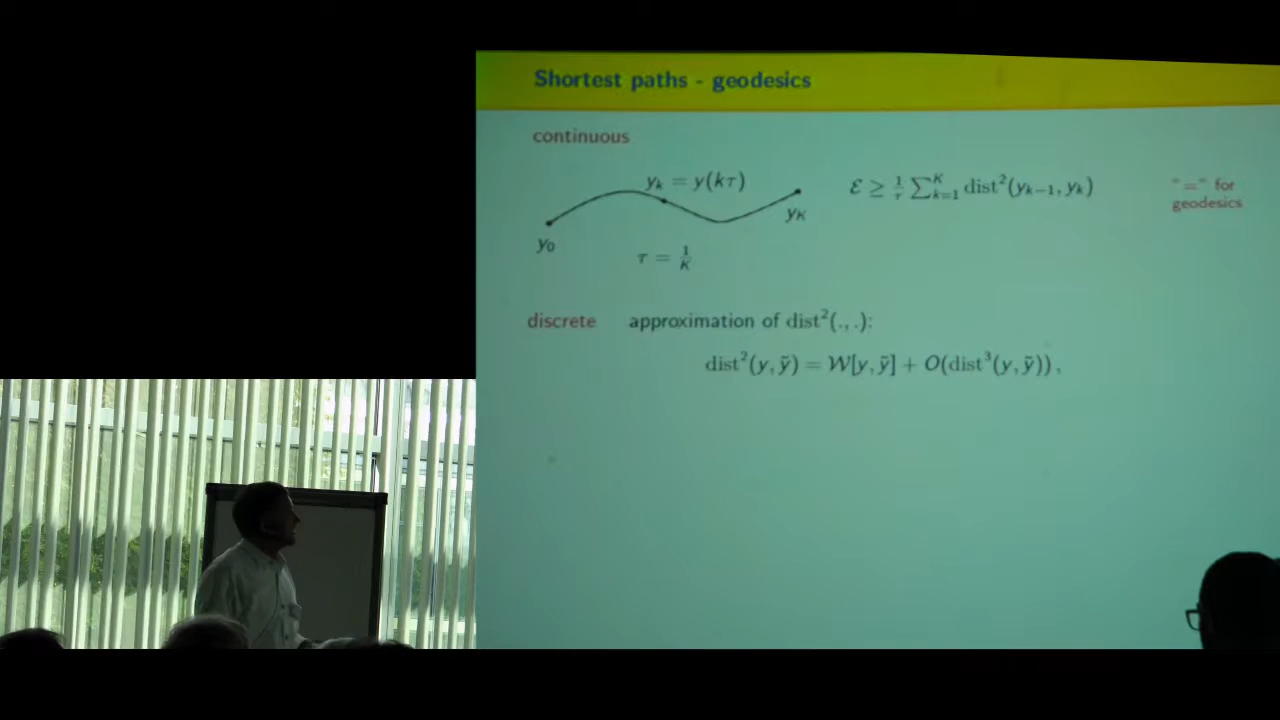 Shortest paths - geodesics
continuous
y_k = y(kτ)
y_0
y_K
τ = 1/K
ℰ ≥ 1/τ ∑_{k=1}^{K} dist²(y_{k−1}, y_k)
"=" for
geodesics
discrete approximation of dist²(., .):
dist²(y, ỹ) = 𝒲[y, ỹ] + O(dist³(y, ỹ)) ,